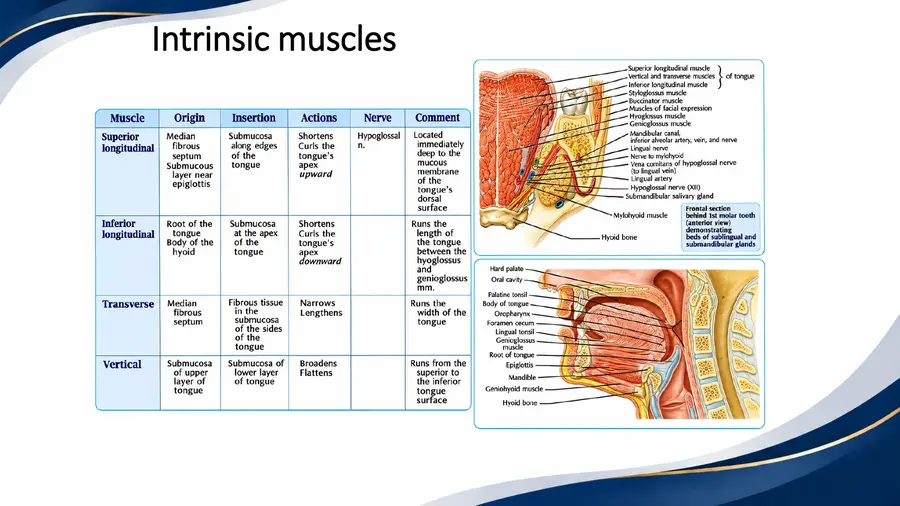 Intrinsic muscles
Muscle Origin Insertion Actions Nerve Comment
Superior
longitudinal
Median
fibrous
septum
Submucous
layer near
epiglottis
Submucosa
along edges
of the
tongue
Shortens
Curls the
tongue's
apex
upward
Hypoglossal
n.
Located
immediately
deep to the
mucous
membrane
of the
tongue's
dorsal
surface
Inferior
longitudinal
Root of the
tongue
Body of the
hyoid
Submucosa
at the apex
of the
tongue
Shortens
Curls the
tongue's
apex
downward
Runs the
length of
the tongue
between the
hyoglossus
and
genioglossus
mm.
Transverse
Median
fibrous
septum
Fibrous tissue
in the
submucosa
of the sides
of the
tongue
Narrows
Lengthens
Runs the
width of the
tongue
Vertical
Submucosa
of upper
layer of
tongue
Submucosa of
lower layer
of tongue
Broadens
Flattens
Runs from the
superior to
the inferior
tongue
surface
Superior longitudinal muscle
Vertical and transverse muscles
Inferior longitudinal muscle
of tongue
Styloglossus muscle
Buccinator muscle
Muscles of facial expression
Hyoglossus muscle
Genioglossus muscle
Mandibular canal,
inferior alveolar artery, vein, and nerve
Lingual nerve
Nerve to mylohyoid
Vena comitans of hypoglossal nerve
(to lingual vein)
Lingual artery
Hypoglossal nerve (XII)
Submandibular salivary gland
Mylohyoid muscle
Hyoid bone
Frontal section
behind 1st molar tooth
(anterior view)
demonstrating
beds of sublingual and
submandibular glands
Hard palate
Oral cavity
Palatine tonsil
Body of tongue
Oropharynx
Foramen cecum
Lingual tonsil
Genioglossus
muscle
Root of tongue
Epiglottis
Mandible
Geniohyoid muscle
Hyoid bone